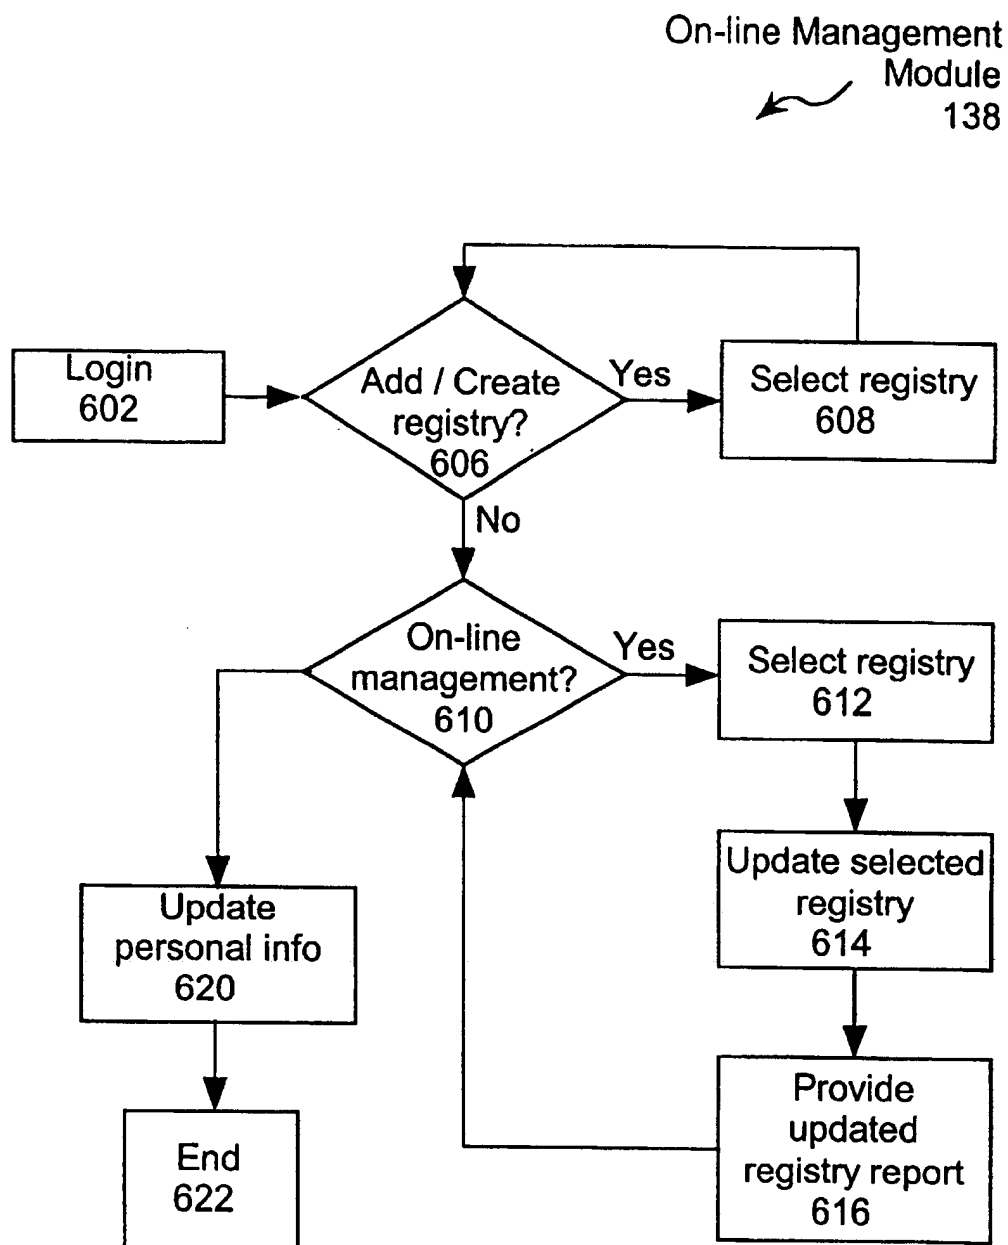 On-line Management
Module
138
Login
602
Add / Create
registry?
606
Yes
Select registry
608
No
On-line
management?
610
Yes
Select registry
612
Update selected
registry
614
Update
personal info
620
Provide
updated
registry report
616
End
622